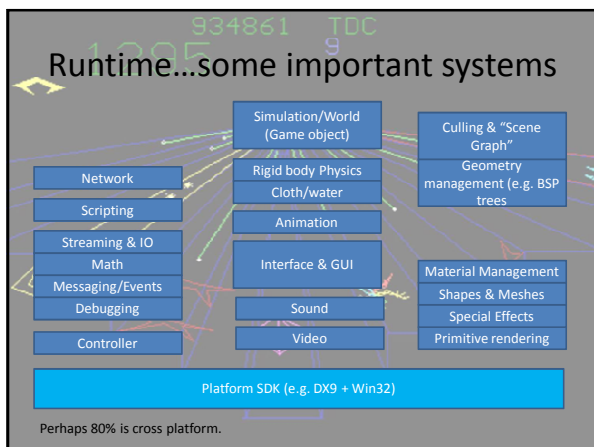 934861 TDC
1295
9
Runtime…some important systems
Simulation/World
(Game object)
Culling & “Scene
Graph”
Geometry
management (e.g. BSP
trees
Network
Scripting
Rigid body Physics
Cloth/water
Animation
Streaming & IO
Math
Messaging/Events
Debugging
Interface & GUI
Material Management
Shapes & Meshes
Special Effects
Primitive rendering
Sound
Video
Controller
Platform SDK (e.g. DX9 + Win32)
Perhaps 80% is cross platform.